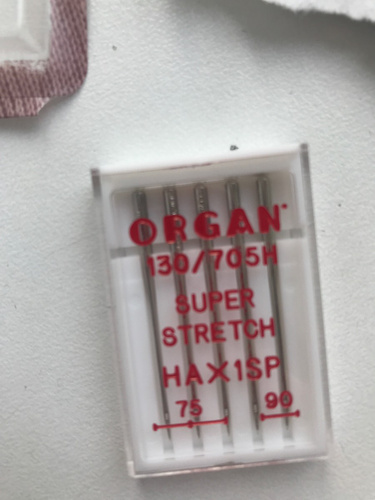 ORGAN
130/705H
SUPER
STRETCH
HAX1SP
75 90